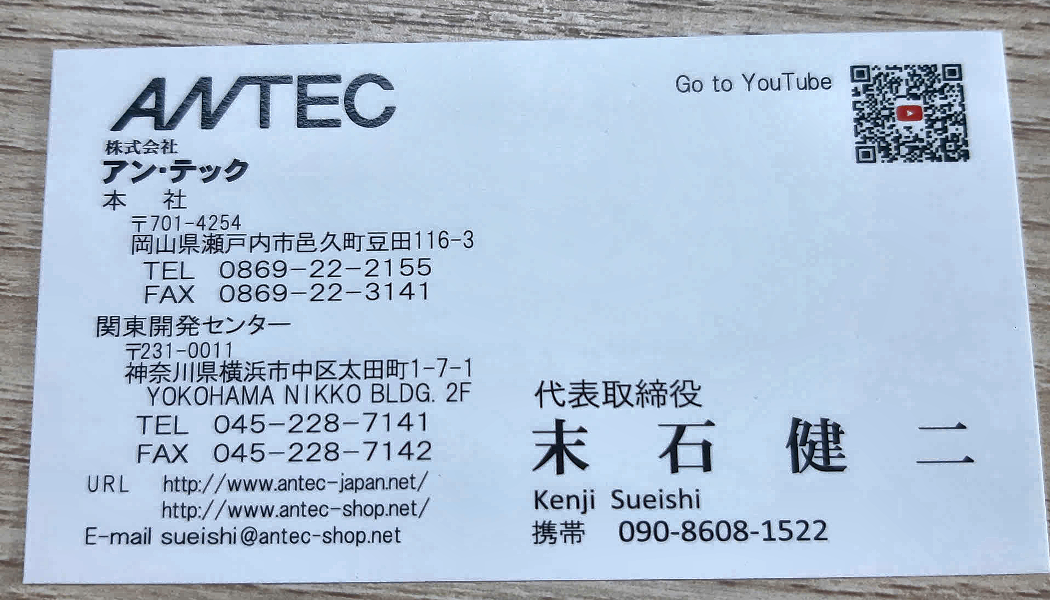 ANTEC
株式会社
アン・テック
本 社
〒701-4254
岡山県瀬戸内市邑久町豆田116-3
TEL 0869-22-2155
FAX 0869-22-3141
関東開発センター
〒231-0011
神奈川県横浜市中区太田町1-7-1
YOKOHAMA NIKKO BLDG. 2F
TEL 045-228-7141
FAX 045-228-7142
URL http://www.antec-japan.net/
http://www.antec-shop.net/
E-mail sueishi@antec-shop.net
Go to YouTube
代表取締役
末 石 健 二
Kenji Sueishi
携帯 090-8608-1522